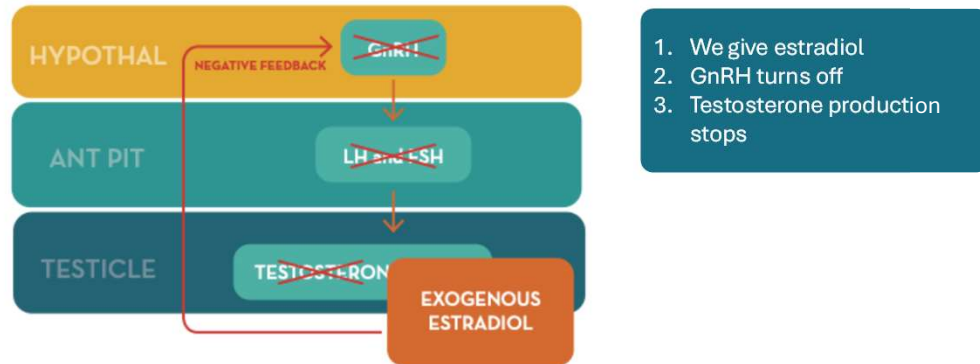 HYPOTHAL
GnRH
NEGATIVE FEEDBACK
ANT PIT
LH and FSH
TESTICLE
TESTOSTERON
EXOGENOUS
ESTRADIOL
1. We give estradiol
2. GnRH turns off
3. Testosterone production
stops